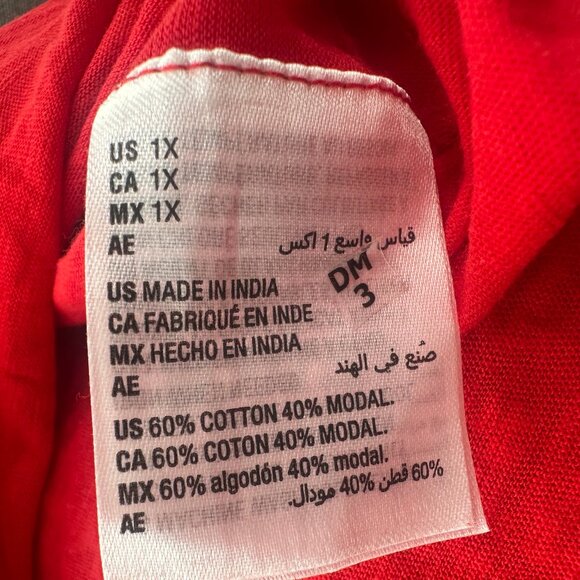 US 1X
CA 1X
MX 1X
AE قياس واسع 1 اكس
DM
3
US MADE IN INDIA
CA FABRIQUÉ EN INDE
MX HECHO EN INDIA
AE صُنع في الهند
US 60% COTTON 40% MODAL.
CA 60% COTON 40% MODAL.
MX 60% algodón 40% modal.
AE 60% قطن 40% مودال.